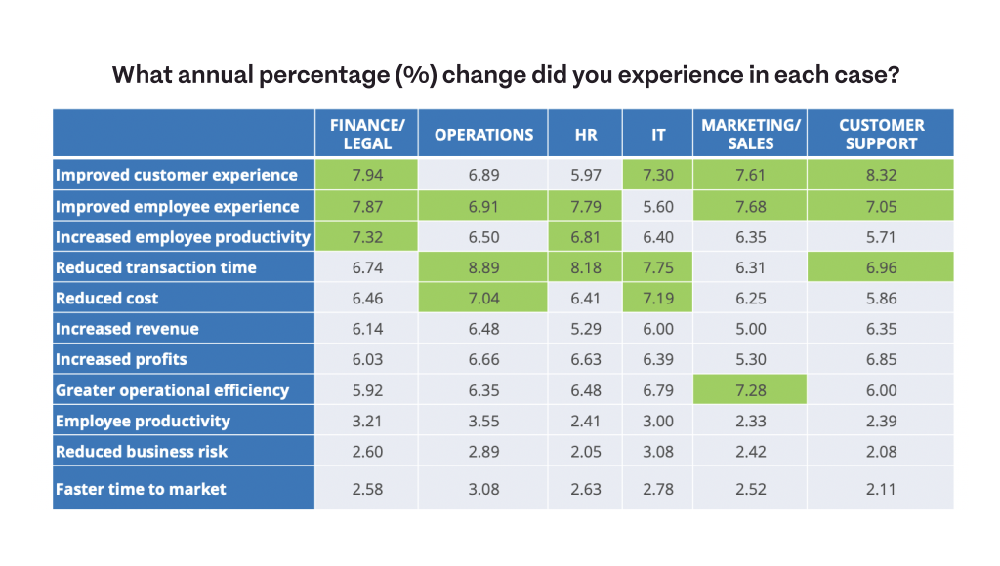 What annual percentage (%) change did you experience in each case?
FINANCE/ LEGAL OPERATIONS HR IT MARKETING/ SALES CUSTOMER SUPPORT
Improved customer experience 7.94 6.89 5.97 7.30 7.61 8.32
Improved employee experience 7.87 6.91 7.79 5.60 7.68 7.05
Increased employee productivity 7.32 6.50 6.81 6.40 6.35 5.71
Reduced transaction time 6.74 8.89 8.18 7.75 6.31 6.96
Reduced cost 6.46 7.04 6.41 7.19 6.25 5.86
Increased revenue 6.14 6.48 5.29 6.00 5.00 6.35
Increased profits 6.03 6.66 6.63 6.39 5.30 6.85
Greater operational efficiency 5.92 6.35 6.48 6.79 7.28 6.00
Employee productivity 3.21 3.55 2.41 3.00 2.33 2.39
Reduced business risk 2.60 2.89 2.05 3.08 2.42 2.08
Faster time to market 2.58 3.08 2.63 2.78 2.52 2.11